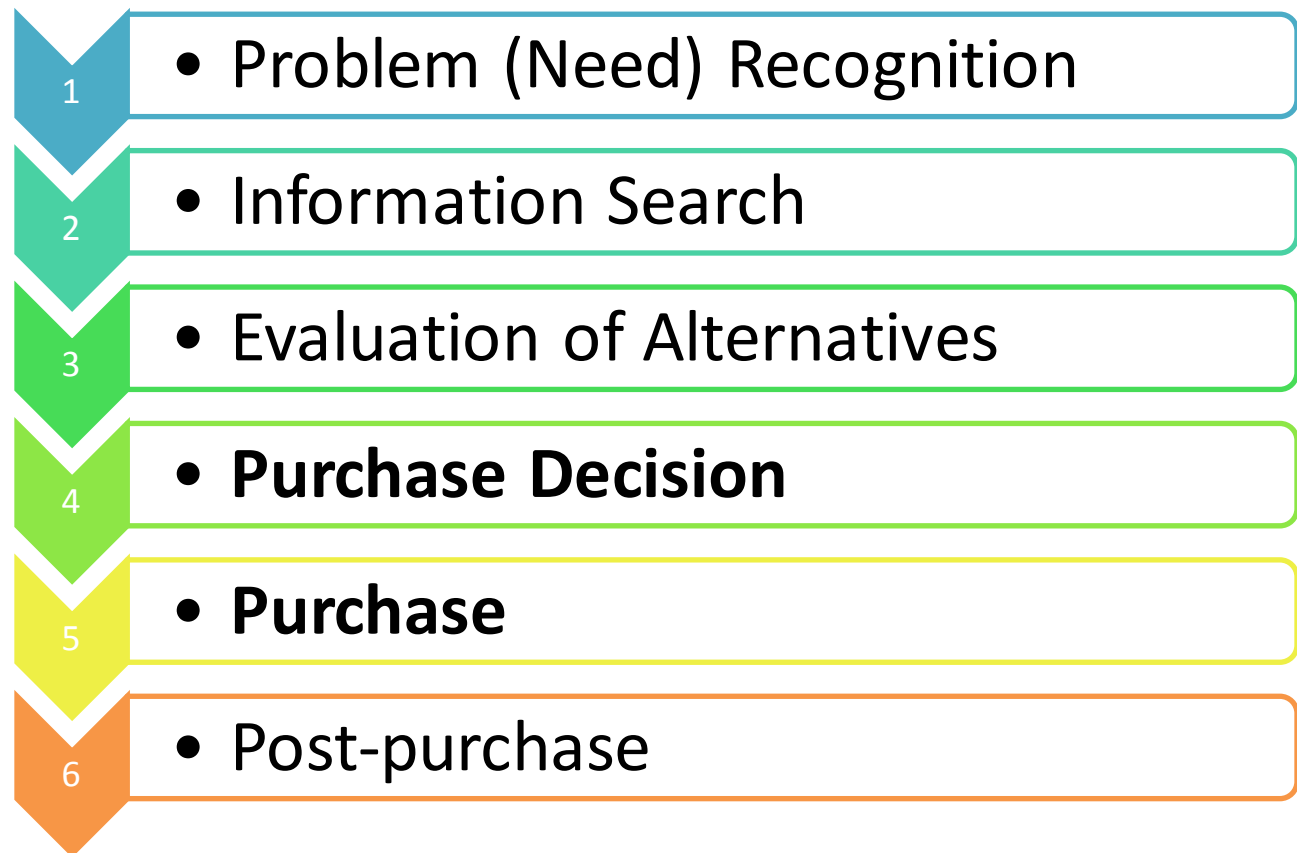 1
• Problem (Need) Recognition
2
• Information Search
3
• Evaluation of Alternatives
4
• Purchase Decision
5
• Purchase
6
• Post-purchase